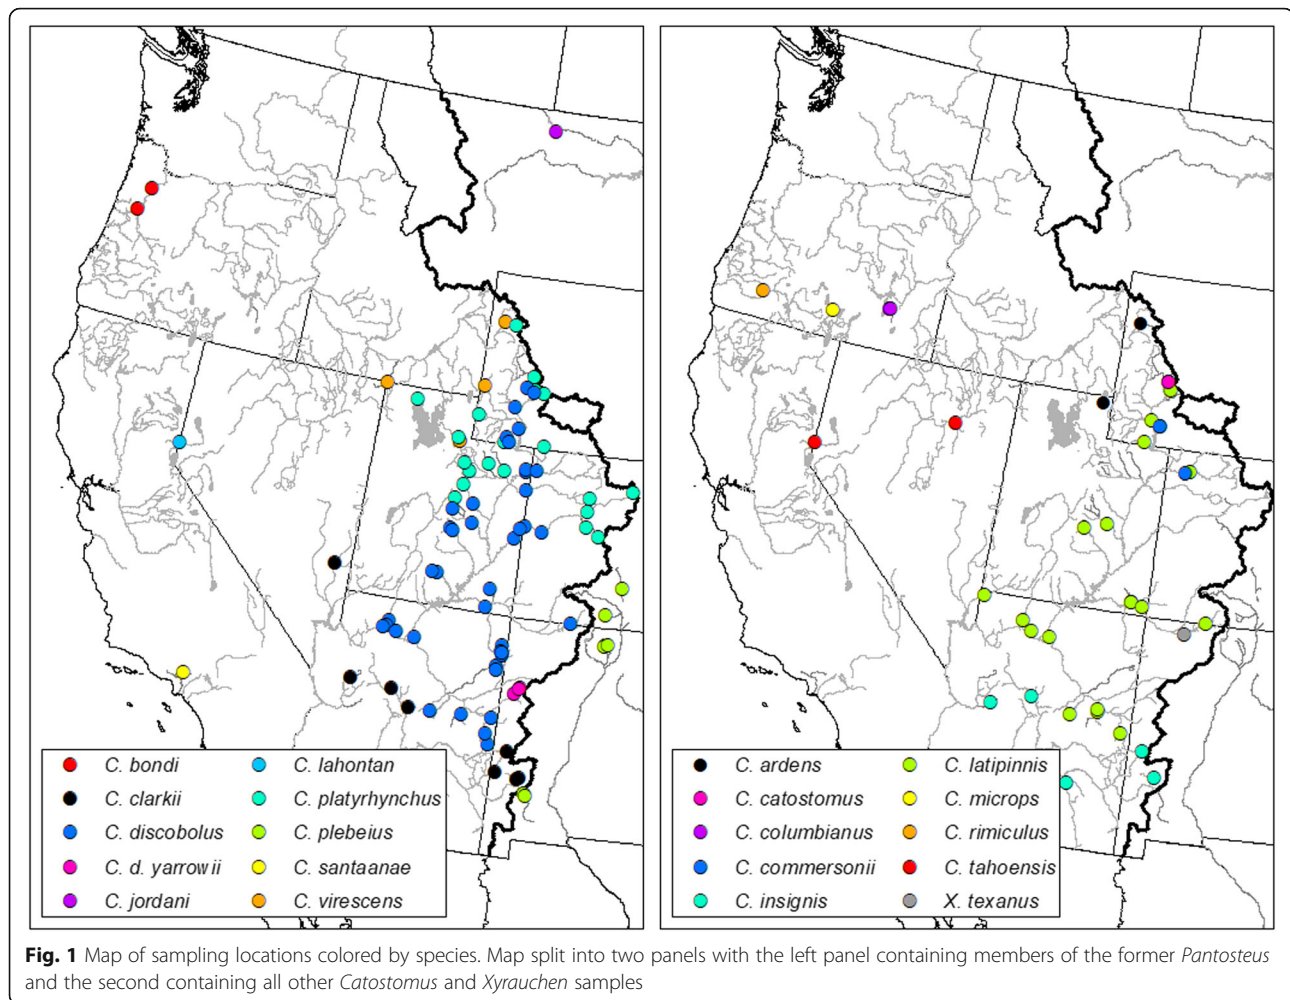 C. bondi
C. clarkii
C. discobolus
C. d. yarrowii
C. jordani
C. lahontan
C. platyrhynchus
C. plebeius
C. santaanae
C. virescens
C. ardens
C. catostomus
C. columbianus
C. commersonii
C. insignis
C. latipinnis
C. microps
C. rimiculus
C. tahoensis
X. texanus
Fig. 1 Map of sampling locations colored by species. Map split into two panels with the left panel containing members of the former Pantosteus
and the second containing all other Catostomus and Xyrauchen samples